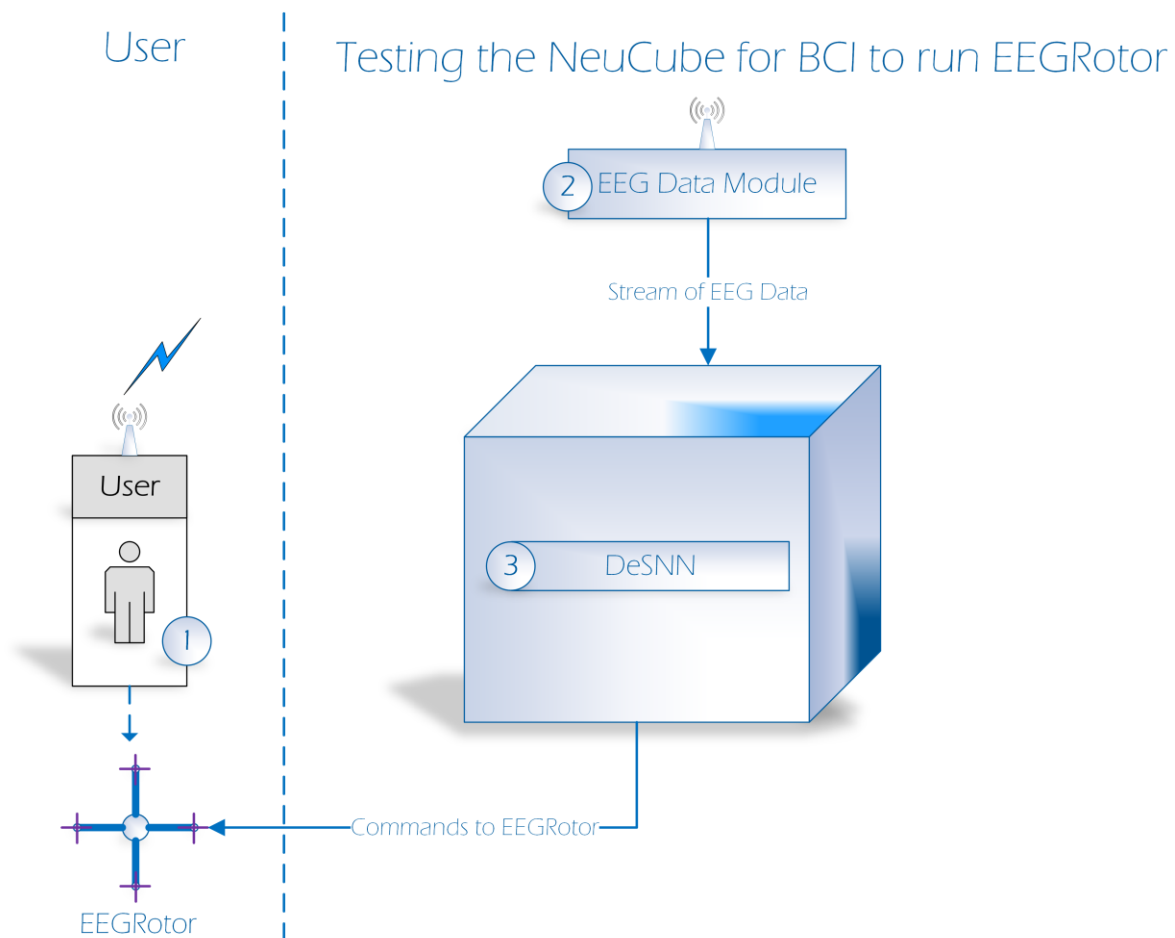 User
Testing the NeuCube for BCI to run EEGRotor
2
EEG Data Module
Stream of EEG Data
User
1
3
DeSNN
Commands to EEGRotor
EEGRotor